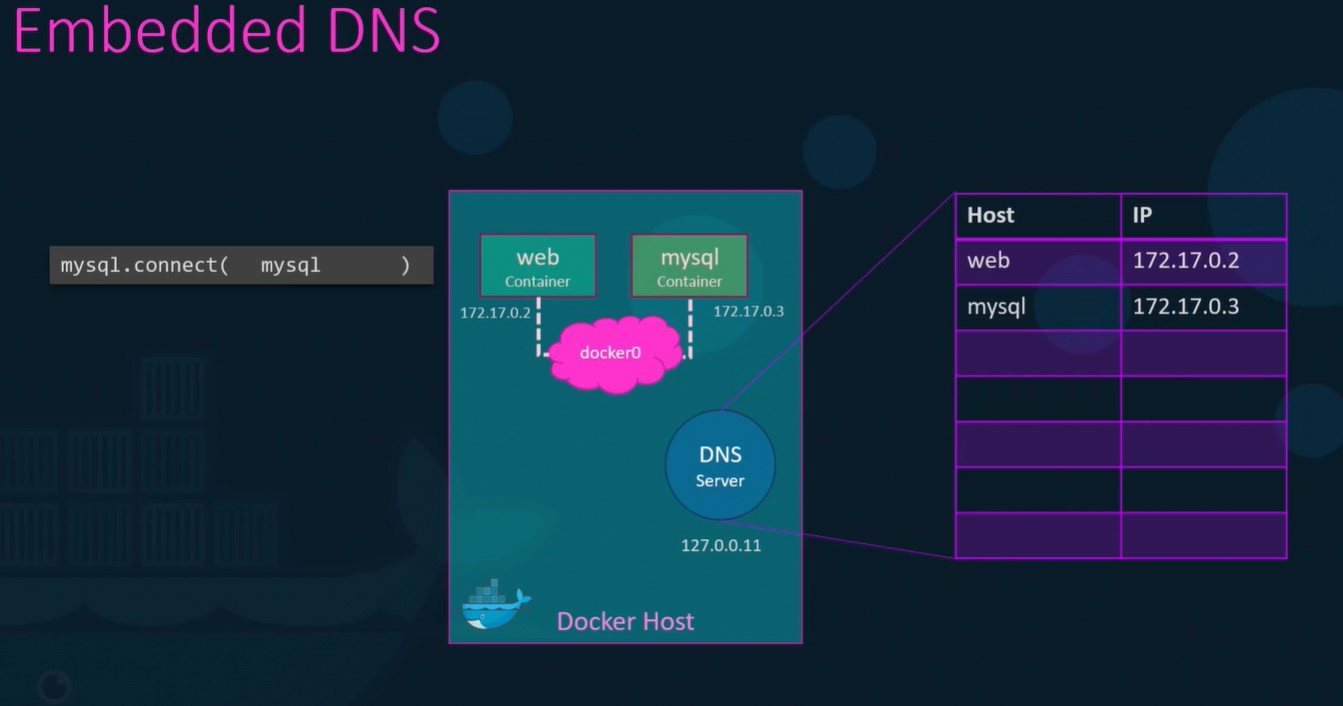 Embedded DNS
mysql.connect( mysql )
web
Container
mysql
Container
172.17.0.2
172.17.0.3
docker0
DNS
Server
127.0.0.11
Docker Host
Host IP
web 172.17.0.2
mysql 172.17.0.3